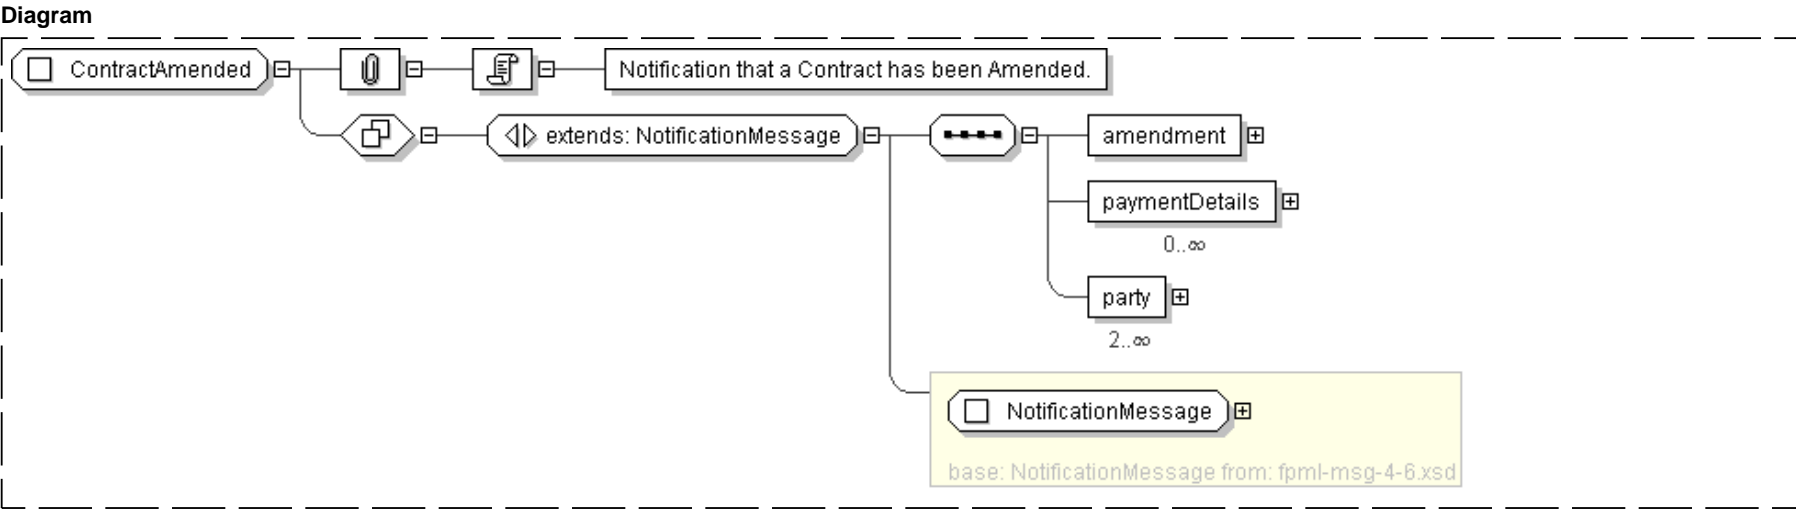 Diagram
ContractAmended
Notification that a Contract has been Amended.
extends: NotificationMessage
amendment
paymentDetails
0..∞
party
2..∞
NotificationMessage
base: NotificationMessage from: fpml-msg-4-6.xsd